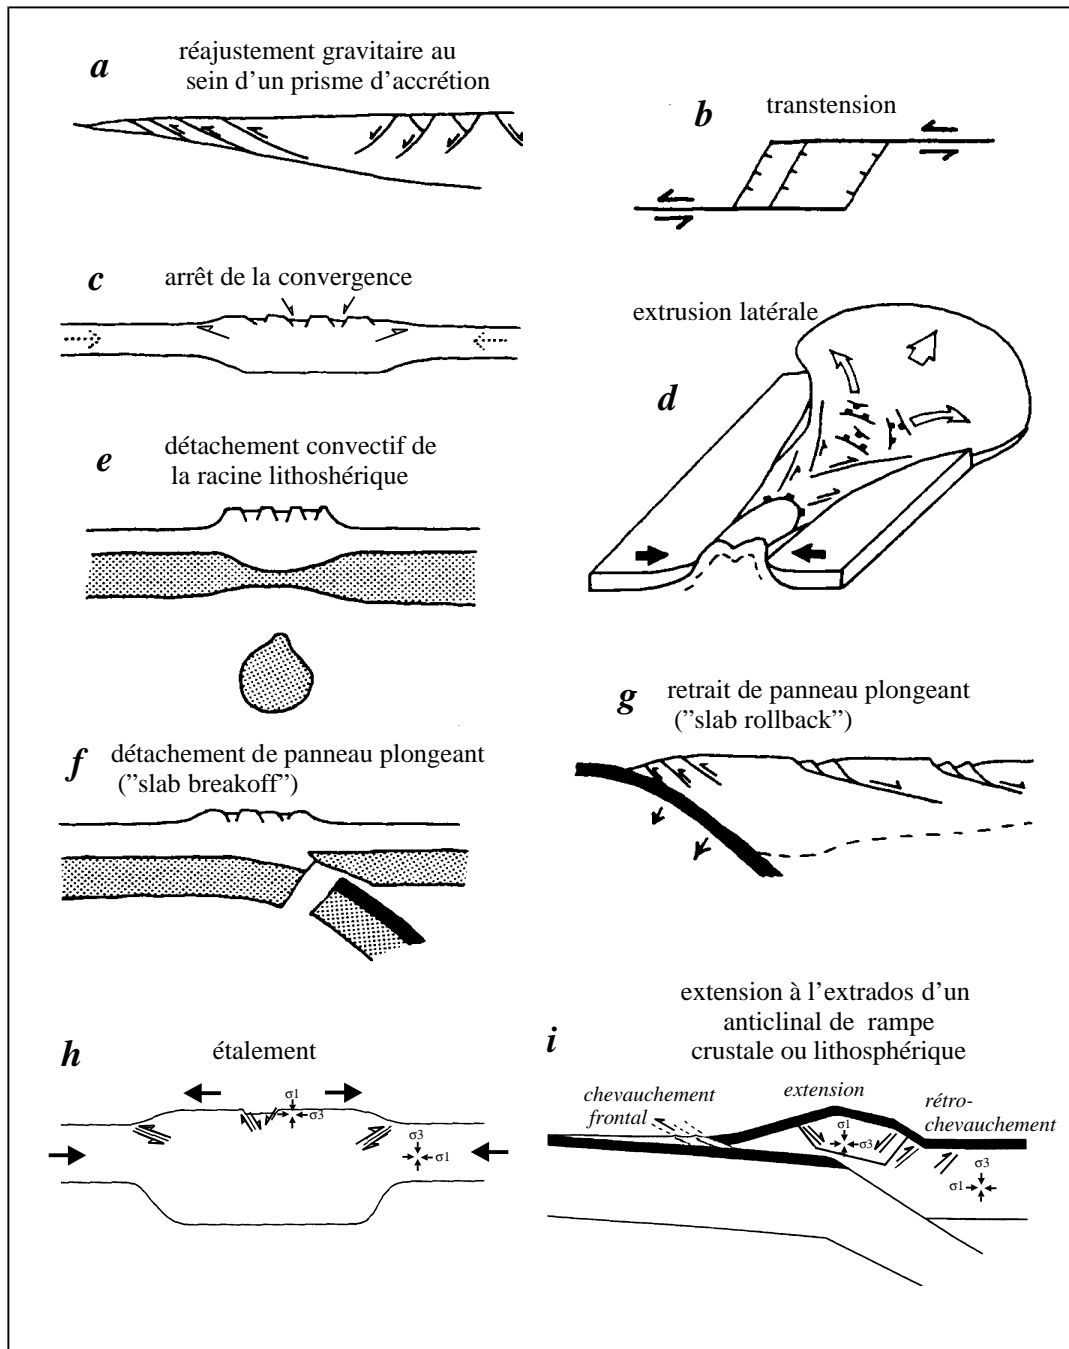 a
réajustement gravitaire au
sein d'un prisme d'accrétion
b
transtension
c
arrêt de la convergence
extrusion latérale
d
e
détachement convectif de
la racine lithoshérique
f
détachement de panneau plongeant
("slab breakoff")
g
retrait de panneau plongeant
("slab rollback")
h
étalement
σ1
σ3
σ3
σ1
i
extension à l'extrados d'un
anticlinal de rampe
crustale ou lithosphérique
chevauchement
frontal
extension
rétro-
chevauchement
σ1
σ3
σ3
σ1